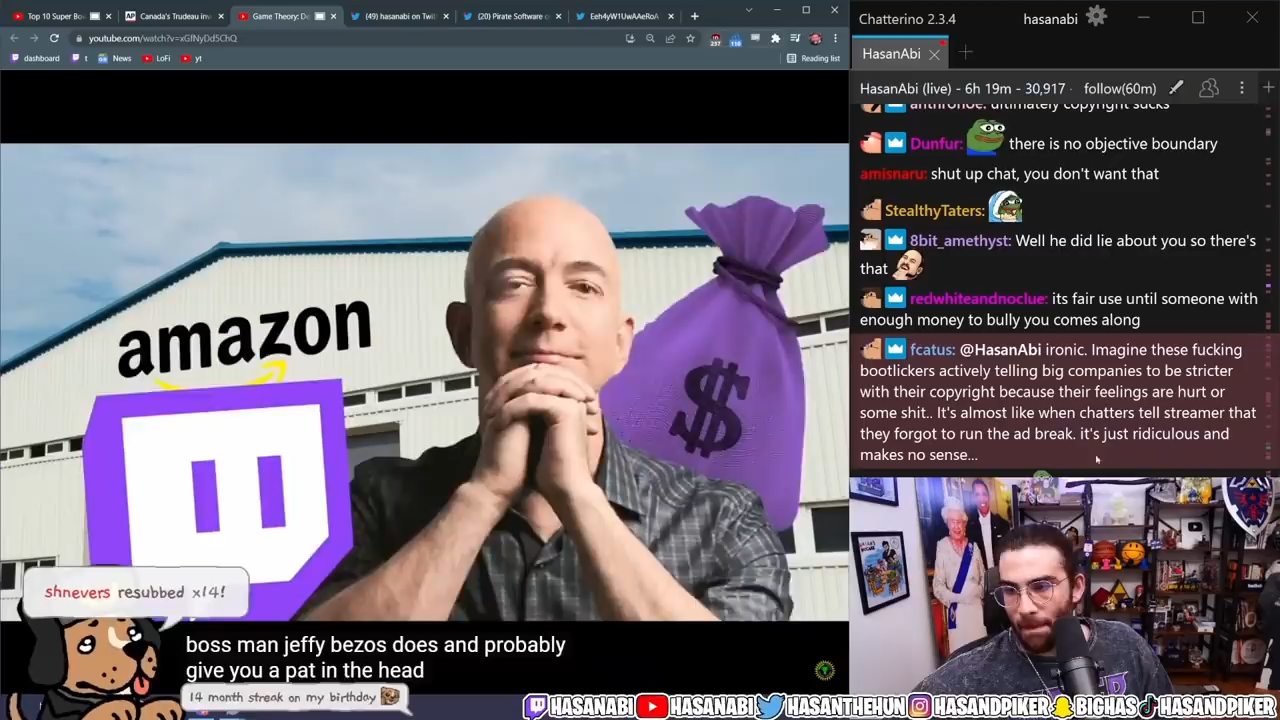 Top 10 Super Bo
Canada's Trudeau inv
Game Theory: De
(49) hasanabi on Twit
(20) Pirate Software o
Eeh4yW1UwAAeRoA
youtube.com/watch?v=xGfNyDd5ChQ
dashboard
t
News
LoFi
yt
Reading list
amazon
$
shnevers resubbed x14!
boss man jeffy bezos does and probably
give you a pat in the head
14 month streak on my birthday
Chatterino 2.3.4
hasanabi
HasanAbi
HasanAbi (live) - 6h 19m - 30,917
follow(60m)
ultimately copyright sucks
Dunfur: there is no objective boundary
amisnaru: shut up chat, you don't want that
StealthyTaters:
8bit_amethyst: Well he did lie about you so there's
that
redwhiteandnoclue: its fair use until someone with
enough money to bully you comes along
fcatus: @HasanAbi ironic. Imagine these fucking
bootlickers actively telling big companies to be stricter
with their copyright because their feelings are hurt or
some shit.. It's almost like when chatters tell streamer that
they forgot to run the ad break. it's just ridiculous and
makes no sense...
HASANABI
HASANABI
HASANTHEHUN
HASANDPIKER
BIGHAS
HASANDPIKER